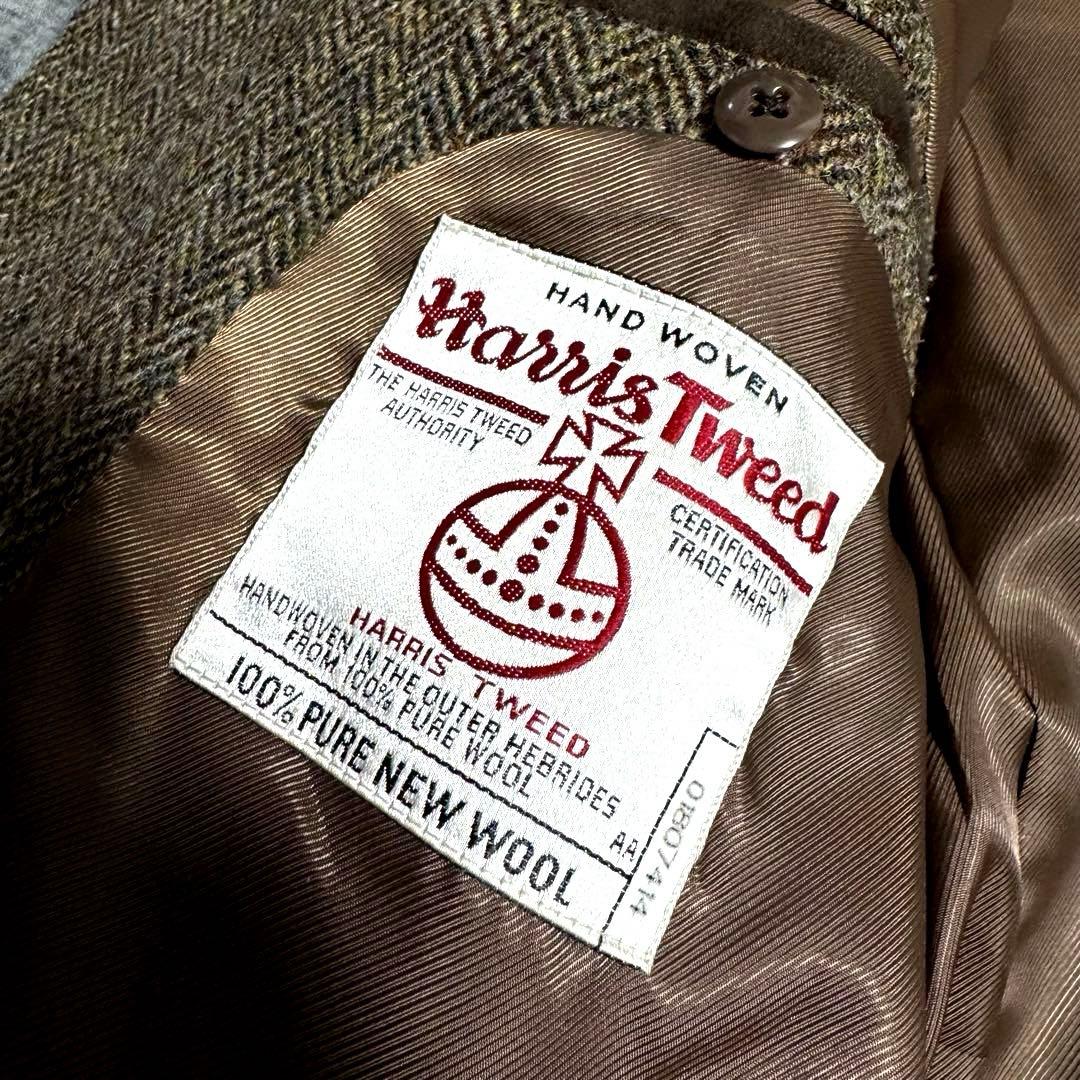 HAND WOVEN
Harris Tweed
THE HARRIS TWEED
AUTHORITY
CERTIFICATION
TRADE MARK
HARRIS TWEED
HANDWOVEN IN THE OUTER HEBRIDES
FROM 100% PURE WOOL
AA
100% PURE NEW WOOL
01807414